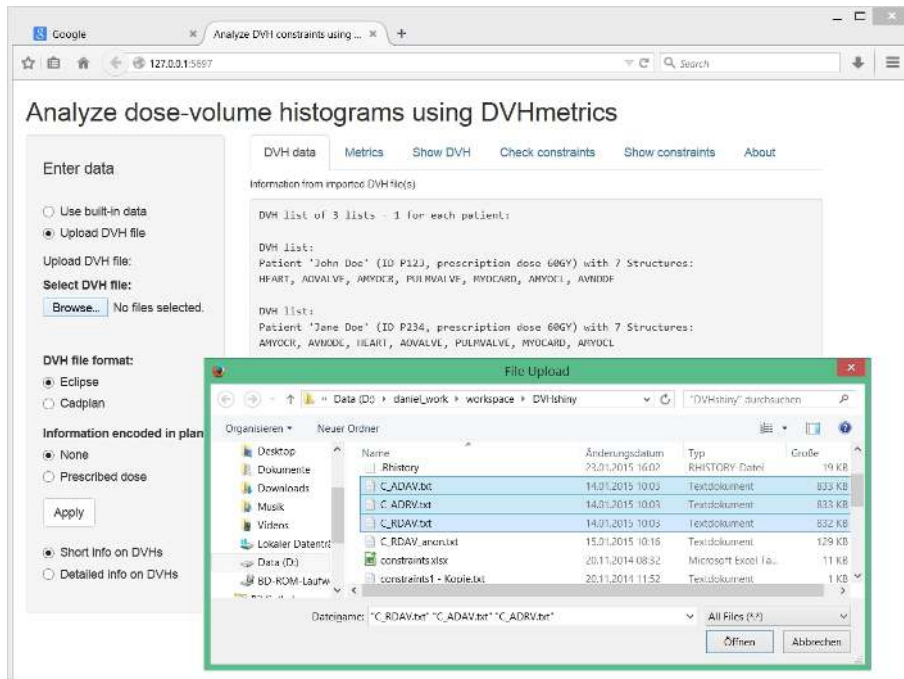 Google
Analyze DVH constraints using ...
127.0.0.1:5697
Search
Analyze dose-volume histograms using DVHmetrics
Enter data
Use built-in data
Upload DVH file
Upload DVH file:
Select DVH file:
Browse... No files selected.
DVH file format:
Eclipse
Cadplan
Information encoded in plan
None
Prescribed dose
Apply
Short info on DVHs
Detailed info on DVHs
DVH data Metrics Show DVH Check constraints Show constraints About
Information from imported DVH file(s)
DVH list of 3 lists - 1 for each patient:
DVH list:
Patient 'John Doe' (ID P123, prescription dose 60GY) with 7 Structures:
HEART, AOVALVE, AMYOCR, PULMVALVE, MYOCARD, AMYOCL, AVNODE
DVH list:
Patient 'Jane Doe' (ID P234, prescription dose 60GY) with 7 Structures:
AMYOCR, AVNODE, HEART, AOVALVE, PULMVALVE, MYOCARD, AMYOCL
File Upload
« Data (D:) daniel_work workspace DVHshiny
"DVHshiny" durchsuchen
Organisieren Neuer Ordner
Desktop
Dokumente
Downloads
Musik
Videos
Lokaler Datentr
Data (D:)
BD-ROM-Laufw
Name Änderungsdatum Typ Größe
.Rhistory 23.01.2015 16:02 RHISTORY-Datei 19 KB
C_ADAV.txt 14.01.2015 10:03 Textdokument 833 KB
C_ADRV.txt 14.01.2015 10:03 Textdokument 833 KB
C_RDAV.txt 14.01.2015 10:03 Textdokument 832 KB
C_RDAV_anon.txt 15.01.2015 10:16 Textdokument 129 KB
constraints.xlsx 20.11.2014 08:32 Microsoft Excel Ta... 11 KB
constraints1 - Kopie.txt 20.11.2014 11:52 Textdokument 1 KB
Dateiname: "C_RDAV.txt" "C_ADAV.txt" "C_ADRV.txt"
All Files (*.*)
Öffnen Abbrechen